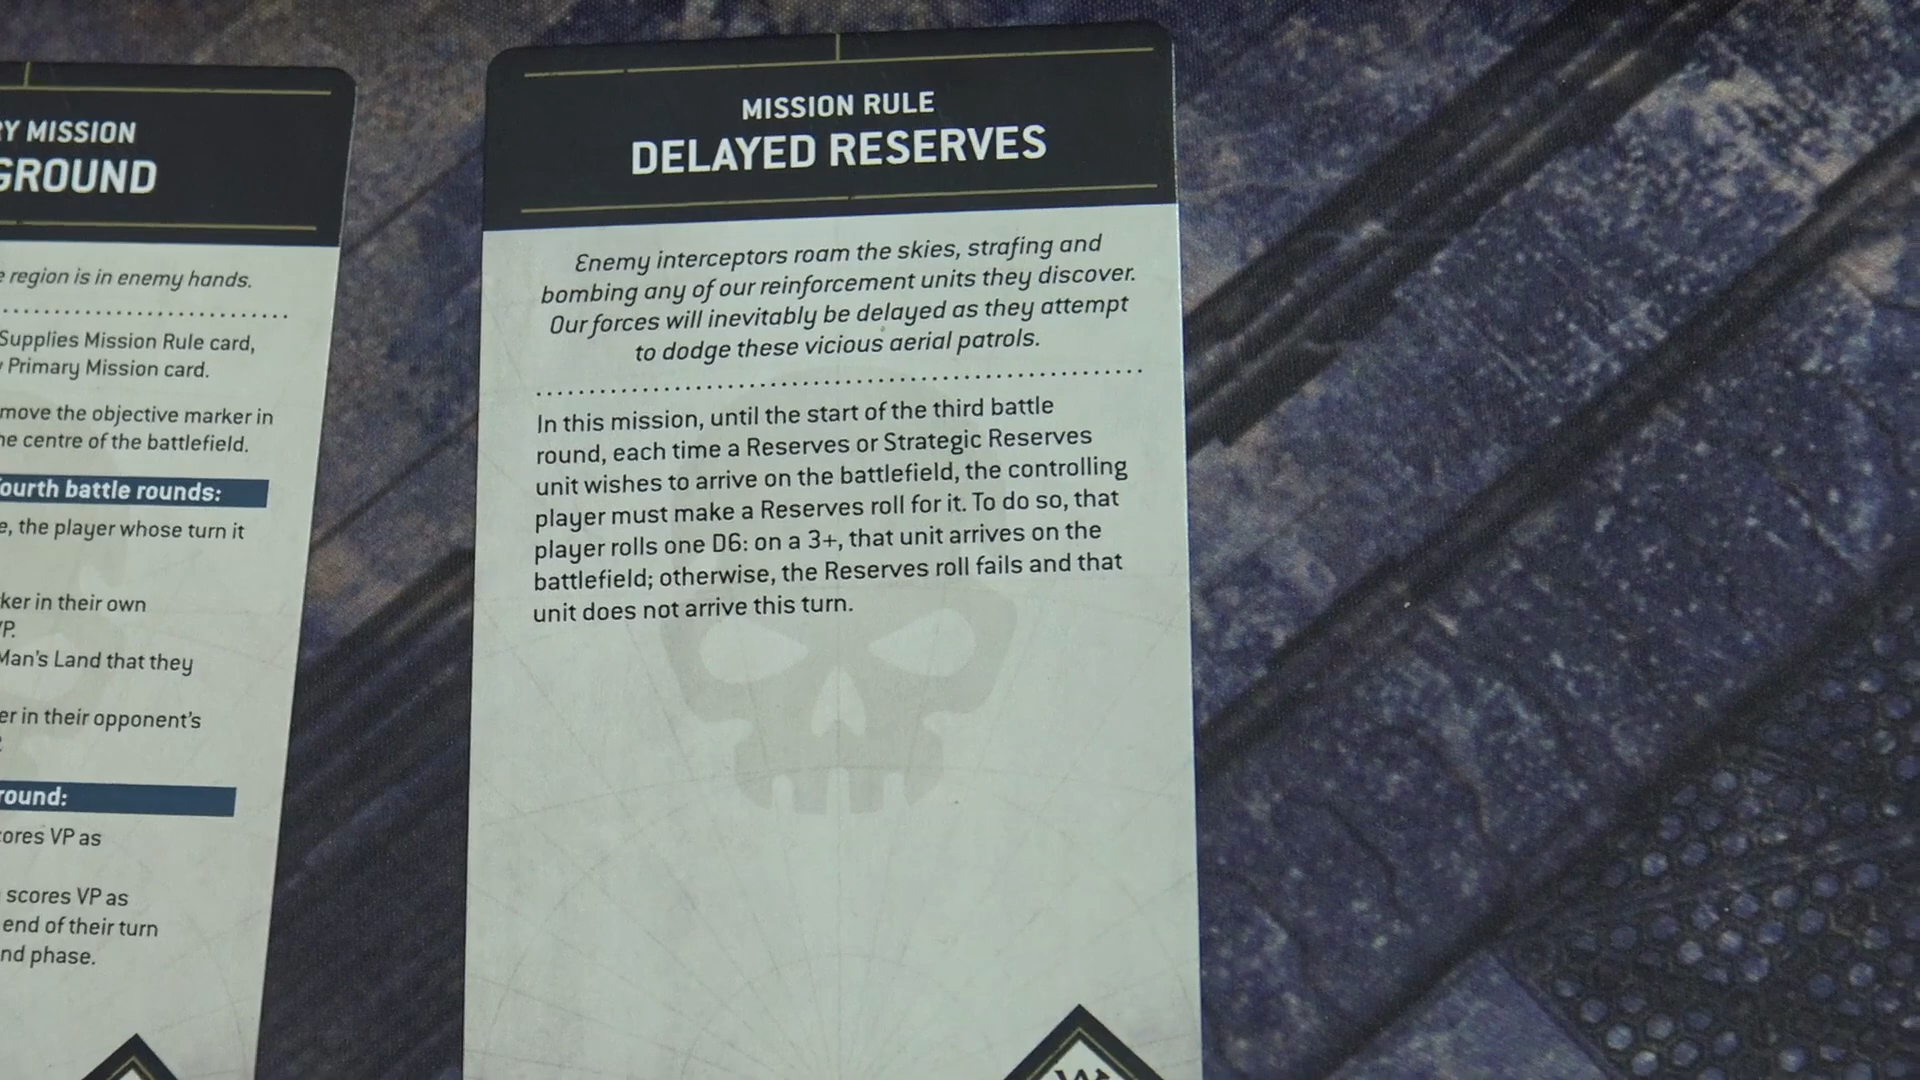 RY MISSION
GROUND
region is in enemy hands.
Supplies Mission Rule card,
Primary Mission card.
move the objective marker in
centre of the battlefield.
ourth battle rounds:
the player whose turn it
ker in their own
VP.
Man's Land that they
er in their opponent's
round:
cores VP as
scores VP as
end of their turn
nd phase.
MISSION RULE
DELAYED RESERVES
Enemy interceptors roam the skies, strafing and
bombing any of our reinforcement units they discover.
Our forces will inevitably be delayed as they attempt
to dodge these vicious aerial patrols.
In this mission, until the start of the third battle
round, each time a Reserves or Strategic Reserves
unit wishes to arrive on the battlefield, the controlling
player must make a Reserves roll for it. To do so, that
player rolls one D6: on a 3+, that unit arrives on the
battlefield; otherwise, the Reserves roll fails and that
unit does not arrive this turn.